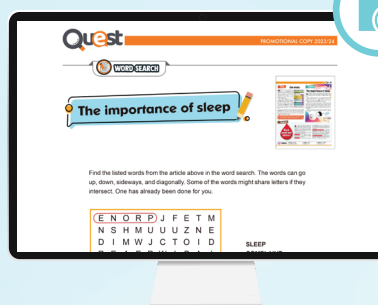 Quest
PROMOTIONAL COPY 2023/24
WORD SEARCH
The importance of sleep
Find the listed words from the article above in the word search. The words can go
up, down, sideways, and diagonally. Some of the words might share letters if they
intersect. One has already been done for you.
E N O R P J F E T M
N S H M U U U Z N E
D I M W J C T O I D
SLEEP